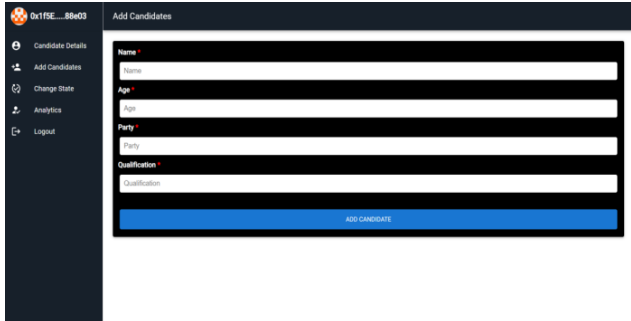 0x1f5E.....88e03
Add Candidates
Candidate Details
Add Candidates
Change State
Analytics
Logout
Name *
Name
Age *
Age
Party *
Party
Qualification *
Qualification
ADD CANDIDATE